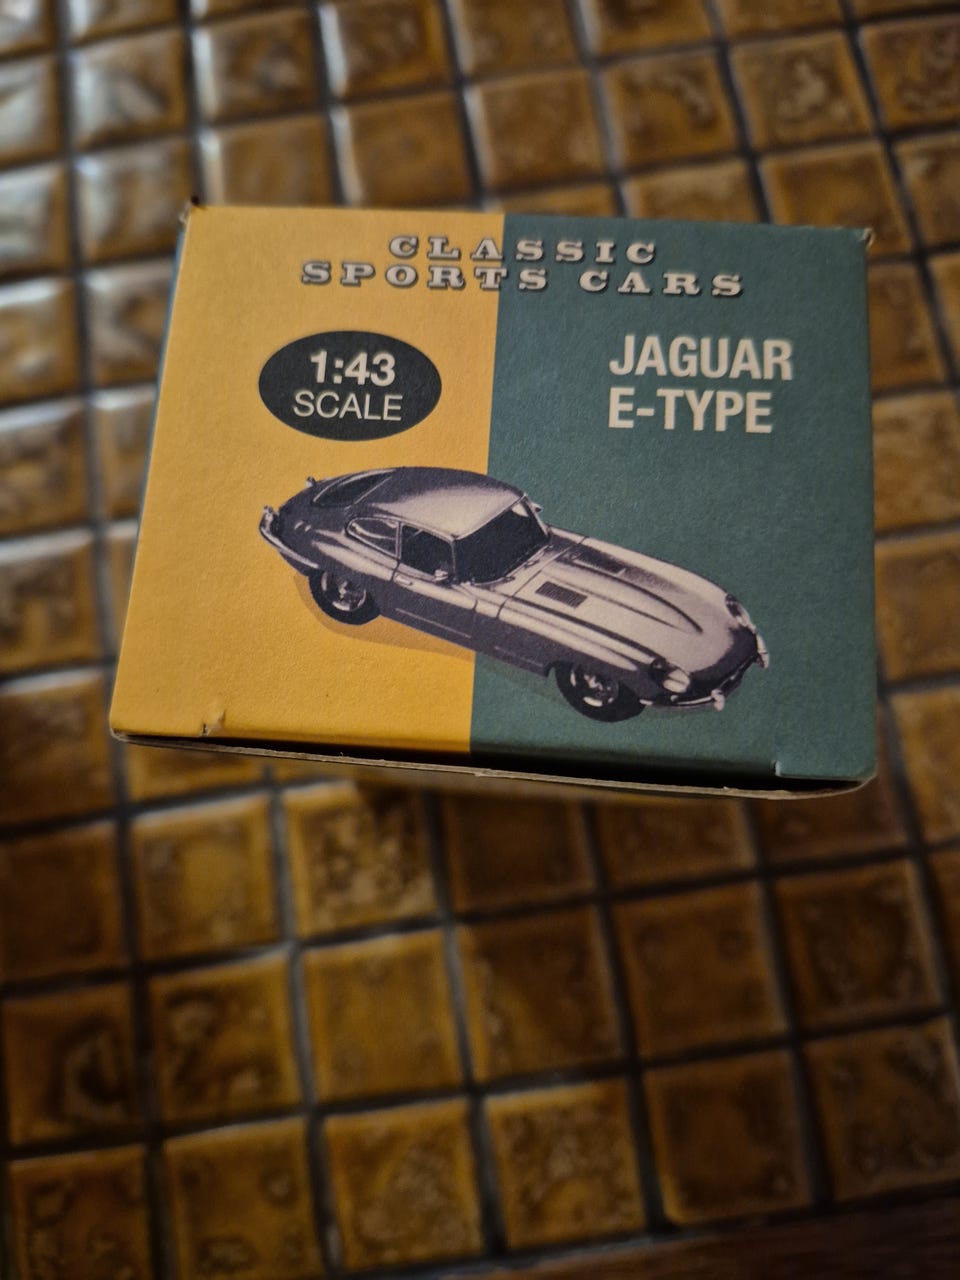 CLASSIC
SPORTS CARS
1:43
SCALE
JAGUAR
E-TYPE